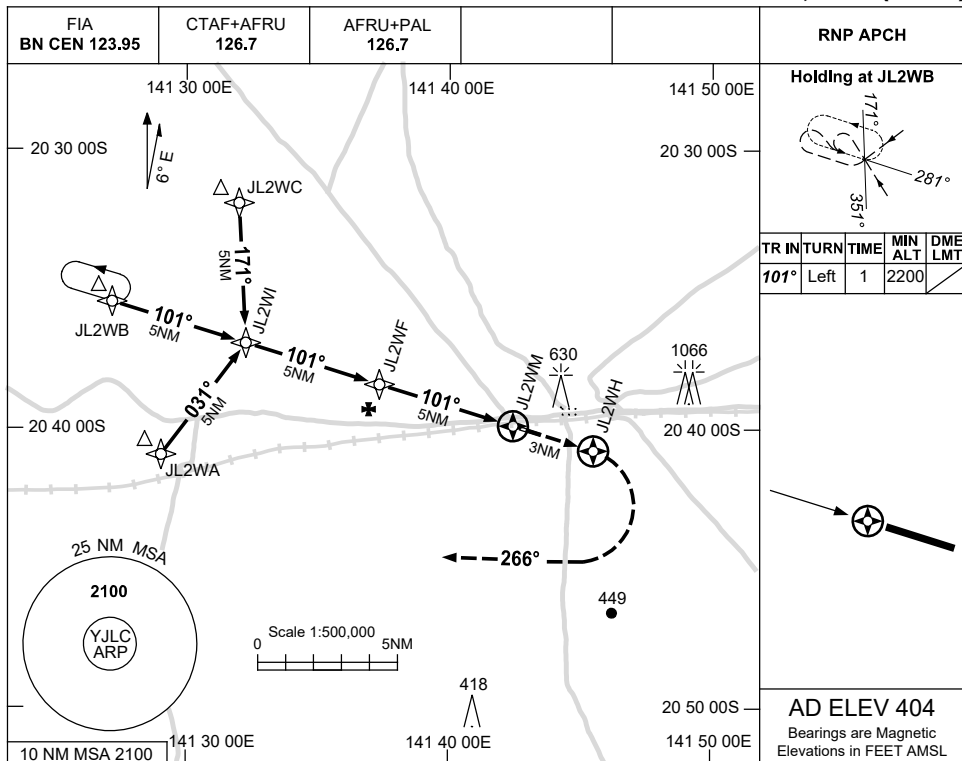 FIA
BN CEN 123.95
CTAF+AFRU
126.7
AFRU+PAL
126.7
RNP APCH
141 30 00E
141 40 00E
141 50 00E
20 30 00S
20 30 00S
6° E
JL2WC
171°
5NM
JL2WB
101°
5NM
JL2WI
101°
5NM
JL2WF
101°
5NM
JL2WM
630
1066
3NM
JL2WH
031°
5NM
20 40 00S
20 40 00S
JL2WA
266°
449
25 NM MSA
2100
YJLC
ARP
Scale 1:500,000
0
5NM
418
20 50 00S
10 NM MSA 2100
141 30 00E
141 40 00E
141 50 00E
Holding at JL2WB
171°
281°
351°
TR IN TURN TIME MIN ALT DME LMT
101° Left 1 2200
AD ELEV 404
Bearings are Magnetic
Elevations in FEET AMSL